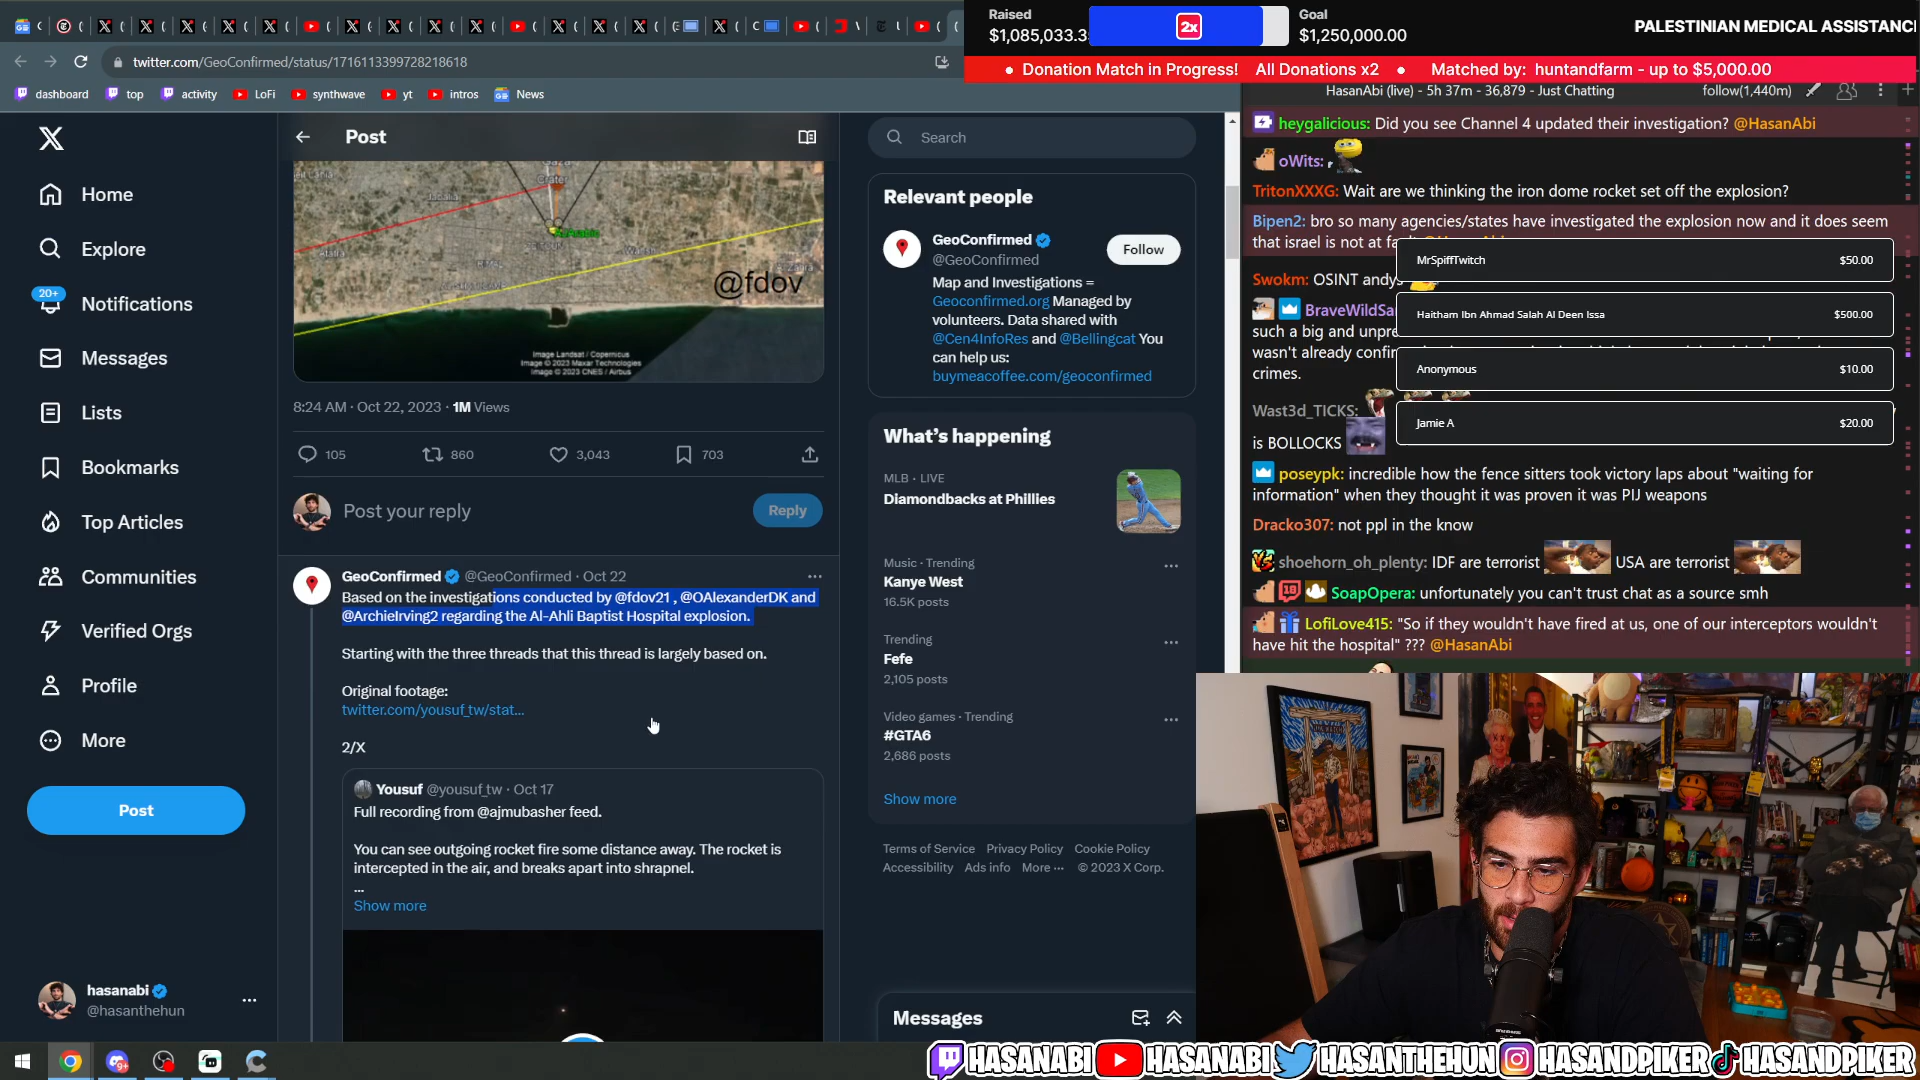 twitter.com/GeoConfirmed/status/1716113399728218618
dashboard
top
activity
LoFi
synthwave
yt
intros
News
Raised
$1,085,033.3
2x
Goal
$1,250,000.00
PALESTINIAN MEDICAL ASSISTANC
• Donation Match in Progress! All Donations x2 • Matched by: huntandfarm - up to $5,000.00
HasanAbi (live) - 5h 37m - 36,879 - Just Chatting
follow(1,440m)
Home
Explore
20+
Notifications
Messages
Lists
Bookmarks
Top Articles
Communities
Verified Orgs
Profile
More
Post
hasanabi
@hasanthehun
Post
Crater
@fdov
Image Landsat / Copernicus
Image © 2023 Maxar Technologies
Image © 2023 CNES / Airbus
8:24 AM · Oct 22, 2023 · 1M Views
105
860
3,043
703
Post your reply
Reply
GeoConfirmed @GeoConfirmed · Oct 22
Based on the investigations conducted by @fdov21 , @OAlexanderDK and
@ArchieIrving2 regarding the Al-Ahli Baptist Hospital explosion.
Starting with the three threads that this thread is largely based on.
Original footage:
twitter.com/yousuf_tw/stat...
2/X
Yousuf @yousuf_tw · Oct 17
Full recording from @ajmubasher feed.
You can see outgoing rocket fire some distance away. The rocket is
intercepted in the air, and breaks apart into shrapnel.
...
Show more
Search
Relevant people
GeoConfirmed
@GeoConfirmed
Follow
Map and Investigations =
Geoconfirmed.org Managed by
volunteers. Data shared with
@Cen4InfoRes and @Bellingcat You
can help us:
buymeacoffee.com/geoconfirmed
What's happening
MLB · LIVE
Diamondbacks at Phillies
Music · Trending
Kanye West
16.5K posts
Trending
Fefe
2,105 posts
Video games · Trending
#GTA6
2,686 posts
Show more
Terms of Service Privacy Policy Cookie Policy
Accessibility Ads info More ··· © 2023 X Corp.
Messages
heygalicious: Did you see Channel 4 updated their investigation? @HasanAbi
oWits:
TritonXXXG: Wait are we thinking the iron dome rocket set off the explosion?
Bipen2: bro so many agencies/states have investigated the explosion now and it does seem
that israel is not at
MrSpiffTwitch $50.00
Swokm: OSINT andys
Haitham Ibn Ahmad Salah Al Deen Issa $500.00
BraveWildSa
such a big and unpre
wasn't already confir
Anonymous $10.00
crimes.
Wast3d_TICKS:
Jamie A $20.00
is BOLLOCKS
poseypk: incredible how the fence sitters took victory laps about "waiting for
information" when they thought it was proven it was PIJ weapons
Dracko307: not ppl in the know
shoehorn_oh_plenty: IDF are terrorist USA are terrorist
SoapOpera: unfortunately you can't trust chat as a source smh
LofiLove415: "So if they wouldn't have fired at us, one of our interceptors wouldn't
have hit the hospital" ??? @HasanAbi
HASANABI HASANABI HASANTHEHUN HASANDPIKER HASANDPIKER